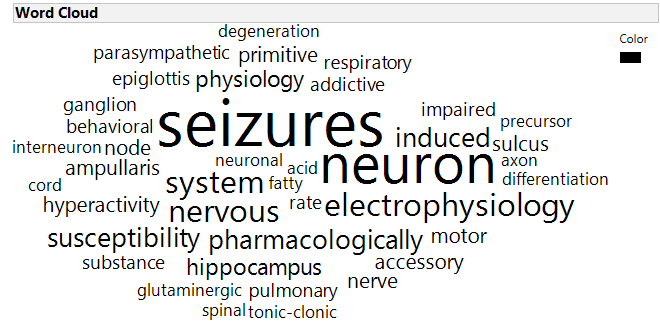 Word Cloud
Color
degeneration
parasympathetic primitive respiratory
epiglottis physiology addictive
ganglion seizures impaired precursor
behavioral induced sulcus
interneuron node neuronal acid neuron axon
ampullaris system fatty differentiation
cord nervous rate electrophysiology
hyperactivity
susceptibility pharmacologically motor
substance hippocampus accessory
glutaminergic pulmonary nerve
spinal tonic-clonic